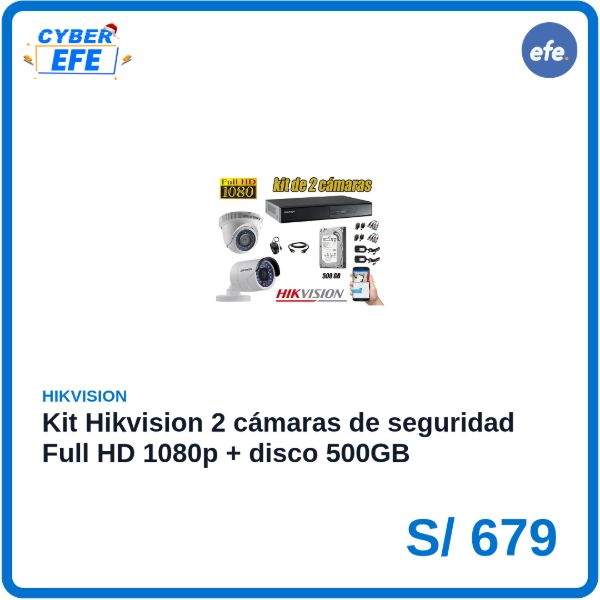 CYBER
EFE
efe.
Full HD
1080
kit de 2 cámaras
500 GB
HIKVISION
HIKVISION
Kit Hikvision 2 cámaras de seguridad
Full HD 1080p + disco 500GB
S/ 679